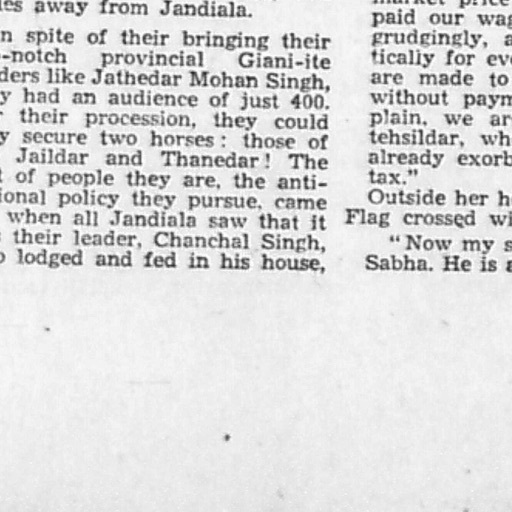 les away from Jandiala.
n spite of their bringing their
-notch provincial Giani-ite
ders like Jathedar Mohan Singh,
y had an audience of just 400.
their procession, they could
y secure two horses: those of
Jaildar and Thanedar! The
of people they are, the anti-
ional policy they pursue, came
when all Jandiala saw that it
their leader, Chanchal Singh,
o lodged and fed in his house,
market price
paid our wag
grudgingly, a
tically for eve
are made to
without paym
plain, we ar
tehsildar, wh
already exorb
tax."
Outside her h
Flag crossed wi
"Now my s
Sabha. He is a